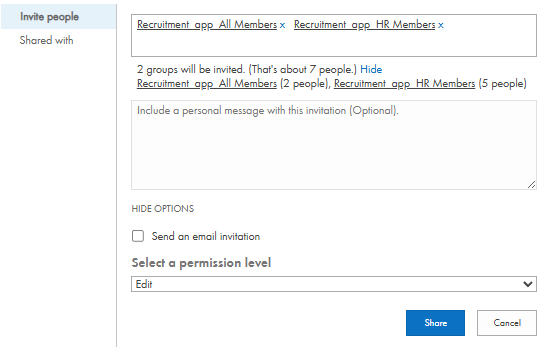 Invite people
Shared with
Recruitment_app_All Members x Recruitment_app_HR Members x
2 groups will be invited. (That's about 7 people.) Hide
Recruitment_app_All Members (2 people), Recruitment_app_HR Members (5 people)
Include a personal message with this invitation (Optional).
HIDE OPTIONS
Send an email invitation
Select a permission level
Edit
Share Cancel